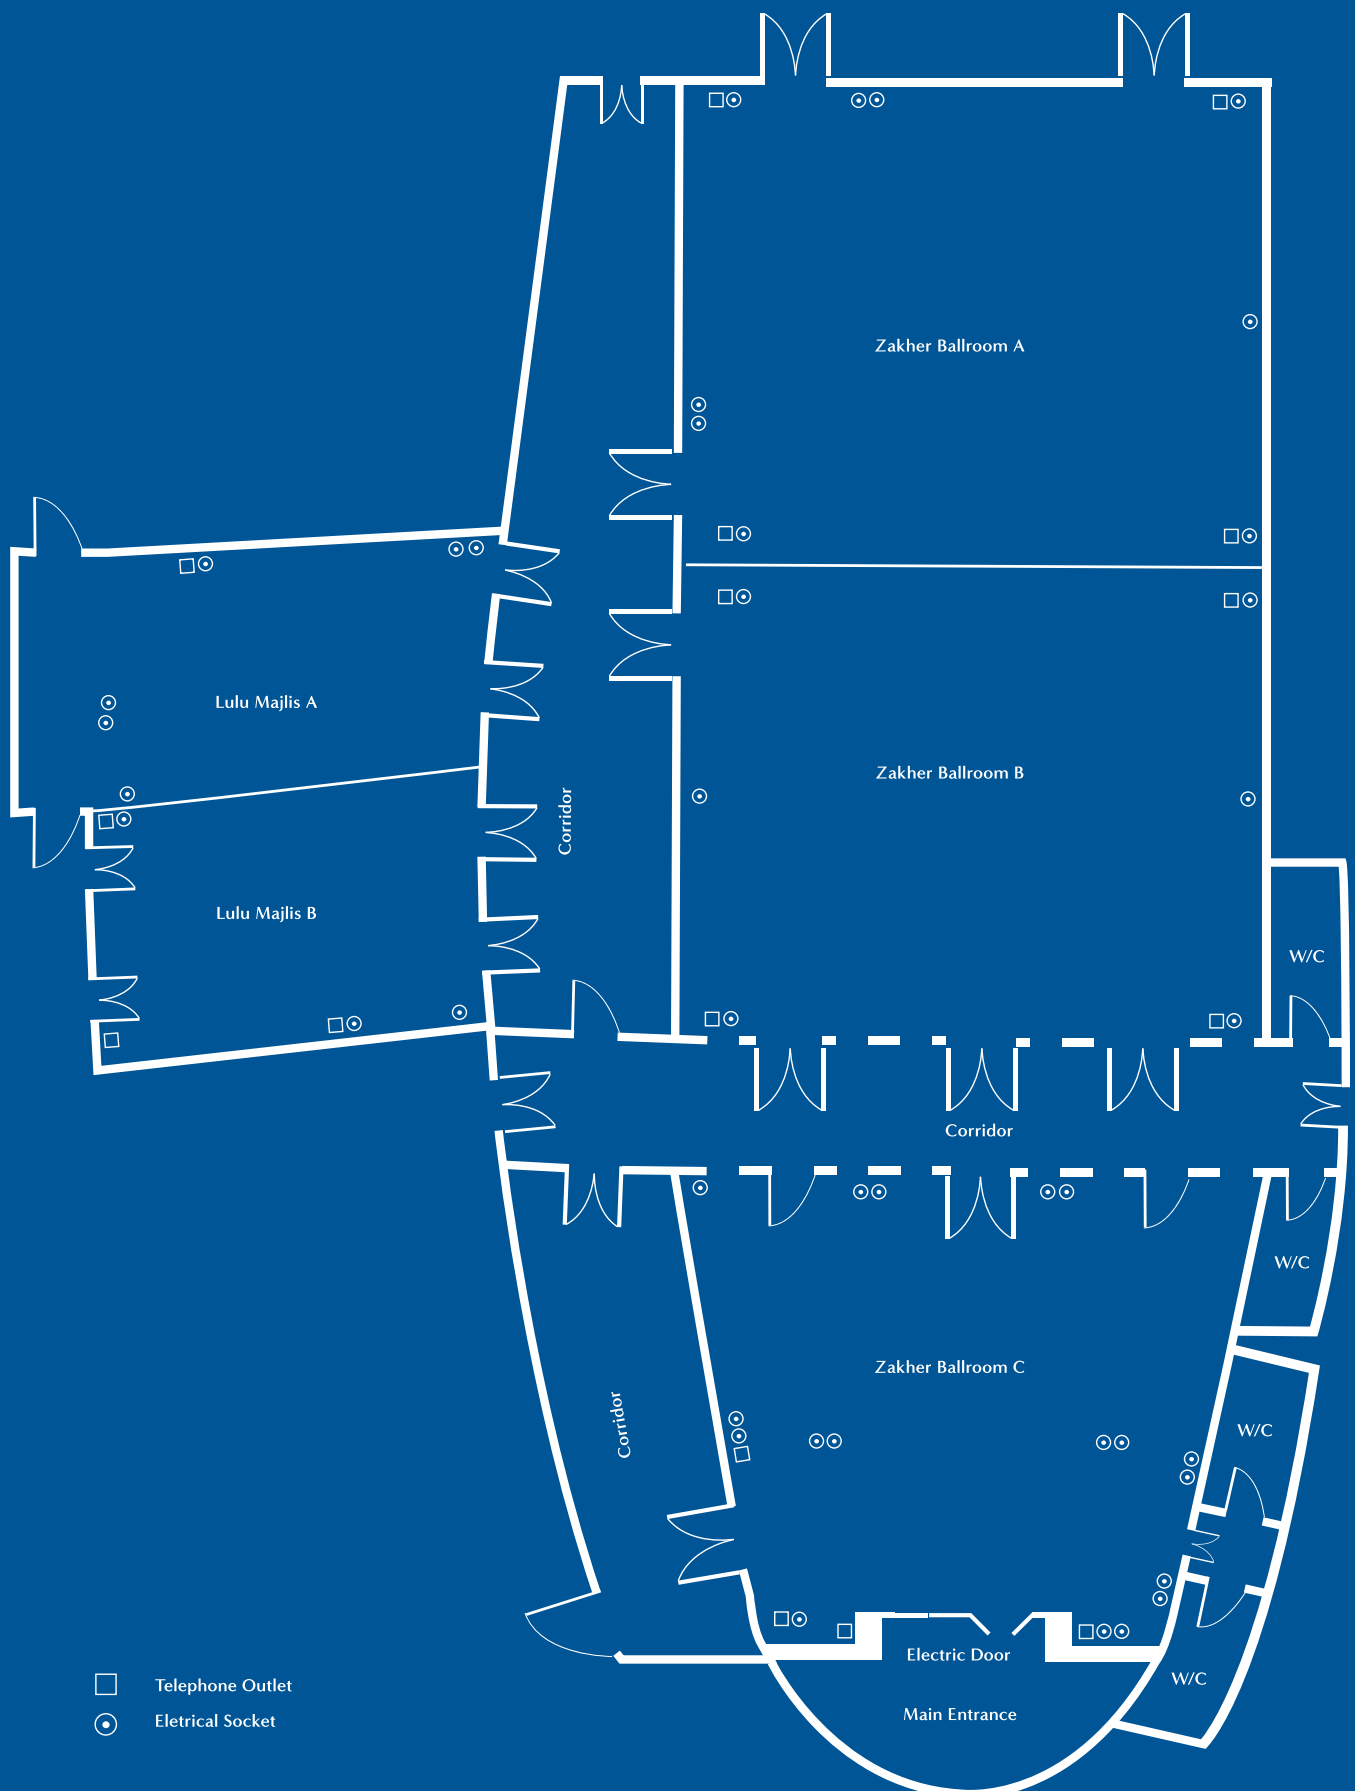 Zakher Ballroom A
Lulu Majlis A
Zakher Ballroom B
Corridor
Lulu Majlis B
W/C
Corridor
W/C
Zakher Ballroom C
Corridor
W/C
Electric Door
W/C
Telephone Outlet
Main Entrance
Eletrical Socket